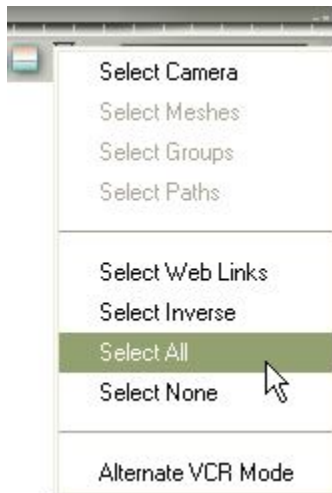 Select Camera
Select Meshes
Select Groups
Select Paths
Select Web Links
Select Inverse
Select All
Select None
Alternate VCR Mode